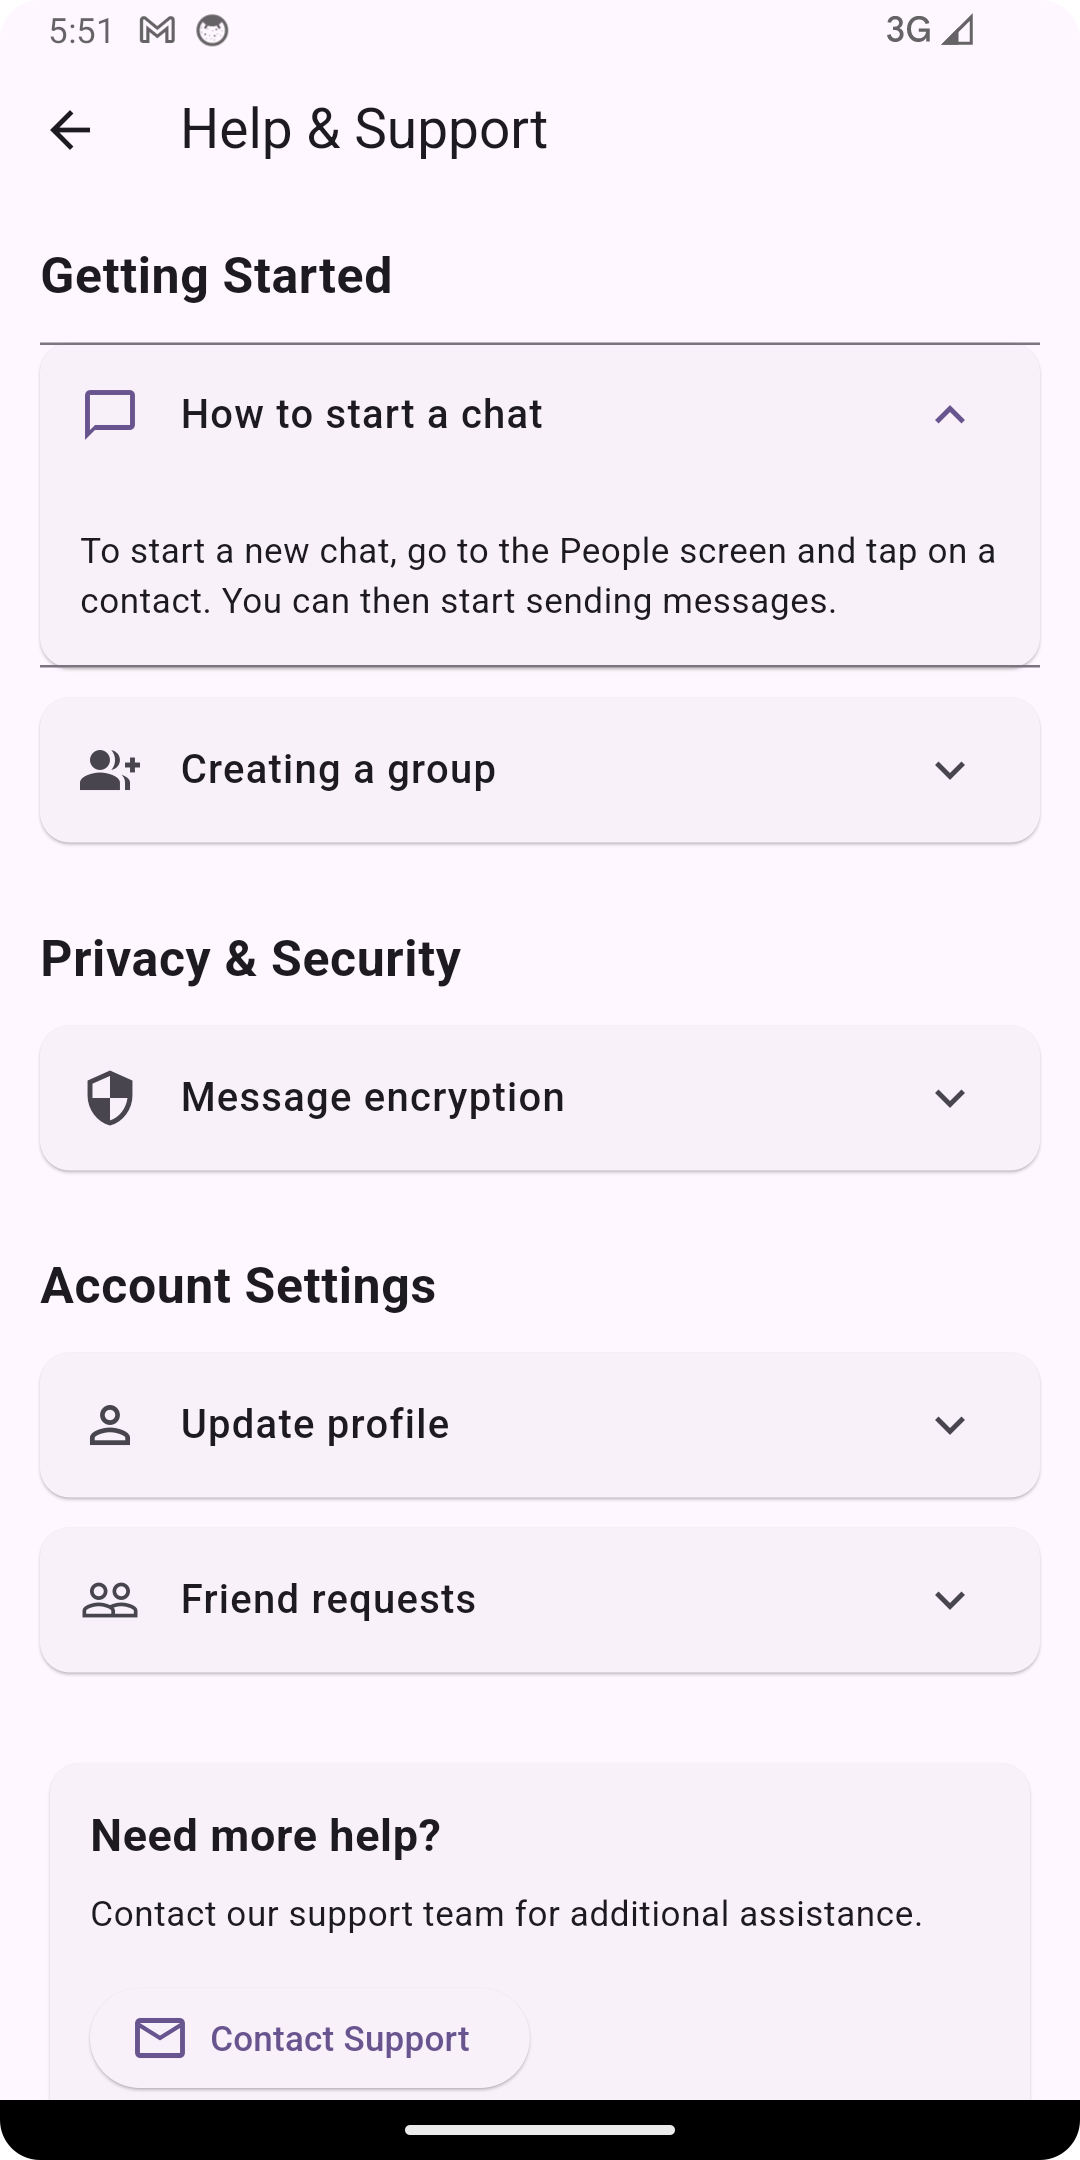 5:51
3G
Help & Support
Getting Started
How to start a chat
To start a new chat, go to the People screen and tap on a
contact. You can then start sending messages.
Creating a group
Privacy & Security
Message encryption
Account Settings
Update profile
Friend requests
Need more help?
Contact our support team for additional assistance.
Contact Support